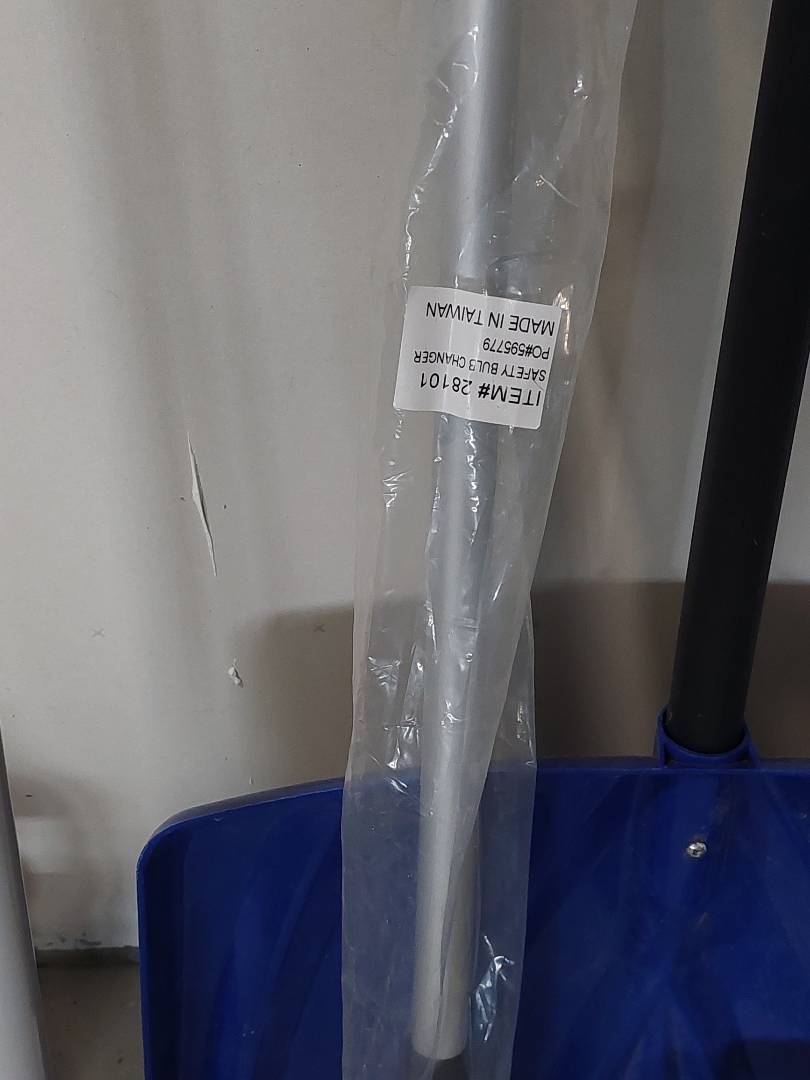 ITEM# 28101
SAFETY BULB CHANGER
PO#595779
MADE IN TAIWAN